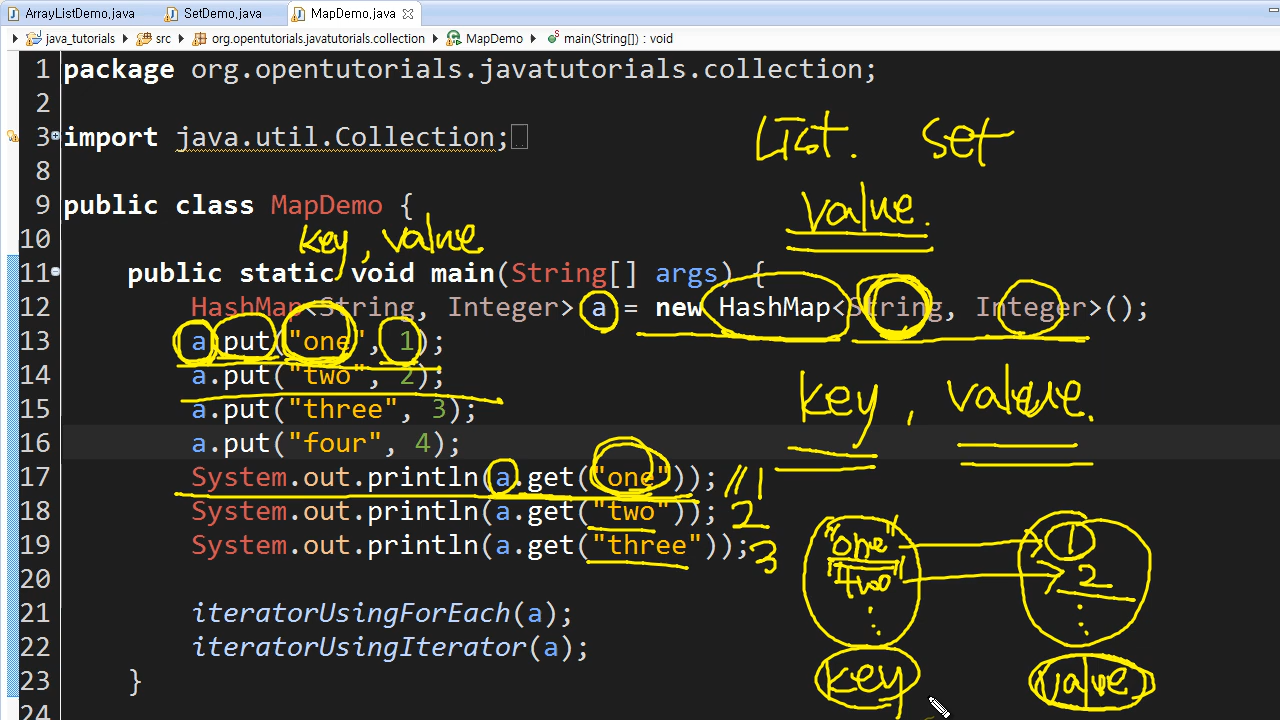 ArrayListDemo.java SetDemo.java MapDemo.java
java_tutorials src org.opentutorials.javatutorials.collection MapDemo main(String[]) : void
1 package org.opentutorials.javatutorials.collection;
2
3 import java.util.Collection;
List. set
8
value.
9 public class MapDemo {
10
key, value
11 public static void main(String[] args) {
12 HashMap<String, Integer> a = new HashMap<String, Integer>();
13 a.put("one", 1);
14 a.put("two", 2);
key, value.
15 a.put("three", 3);
16 a.put("four", 4);
17 System.out.println(a.get("one")); //1
18 System.out.println(a.get("two")); 2
19 System.out.println(a.get("three")); 3
"one" 1
"two" 2
20
21 iteratorUsingForEach(a);
22 iteratorUsingIterator(a);
23 }
key value
24